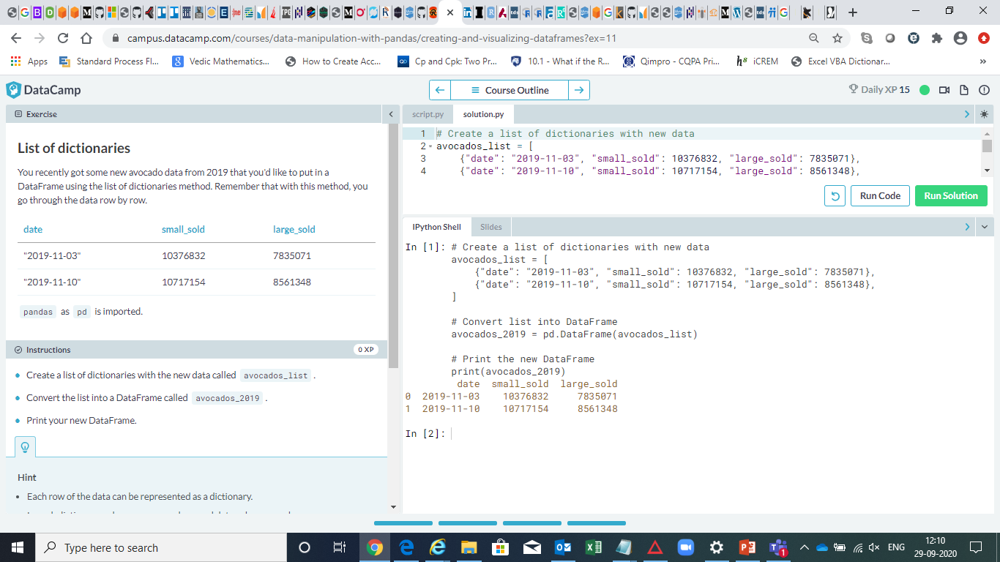 campus.datacamp.com/courses/data-manipulation-with-pandas/creating-and-visualizing-dataframes?ex=11
Apps
Standard Process Fl...
Vedic Mathematics...
How to Create Acc...
Cp and Cpk: Two Pr...
10.1 - What if the R...
Qimpro - CQPA Pri...
iCREM
Excel VBA Dictionar...
DataCamp
Course Outline
Daily XP 15
Exercise
List of dictionaries
You recently got some new avocado data from 2019 that you'd like to put in a
DataFrame using the list of dictionaries method. Remember that with this method, you
go through the data row by row.
date small_sold large_sold
"2019-11-03" 10376832 7835071
"2019-11-10" 10717154 8561348
pandas as pd is imported.
Instructions
0 XP
Create a list of dictionaries with the new data called avocados_list .
Convert the list into a DataFrame called avocados_2019 .
Print your new DataFrame.
Hint
Each row of the data can be represented as a dictionary.
script.py
solution.py
1 # Create a list of dictionaries with new data
2 avocados_list = [
3 {"date": "2019-11-03", "small_sold": 10376832, "large_sold": 7835071},
4 {"date": "2019-11-10", "small_sold": 10717154, "large_sold": 8561348},
Run Code
Run Solution
IPython Shell
Slides
In [1]: # Create a list of dictionaries with new data
avocados_list = [
{"date": "2019-11-03", "small_sold": 10376832, "large_sold": 7835071},
{"date": "2019-11-10", "small_sold": 10717154, "large_sold": 8561348},
]
# Convert list into DataFrame
avocados_2019 = pd.DataFrame(avocados_list)
# Print the new DataFrame
print(avocados_2019)
date small_sold large_sold
0 2019-11-03 10376832 7835071
1 2019-11-10 10717154 8561348
In [2]:
Type here to search
ENG
12:10
29-09-2020